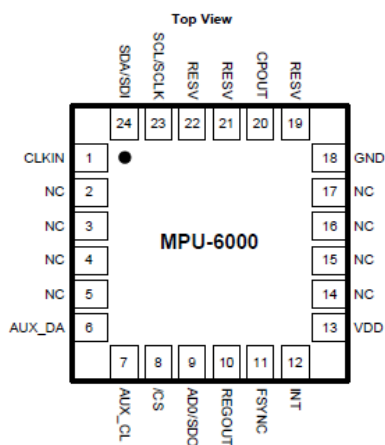 Top View
SDA/SDI
SCL/SCLK
RESV
RESV
CPOUT
RESV
24 23 22 21 20 19
CLKIN 1 18 GND
NC 2 17 NC
NC 3 16 NC
MPU-6000
NC 4 15 NC
NC 5 14 NC
AUX_DA 6 13 VDD
7 8 9 10 11 12
AUX_CL
/CS
AD0/SDO
REGOUT
FSYNC
INT